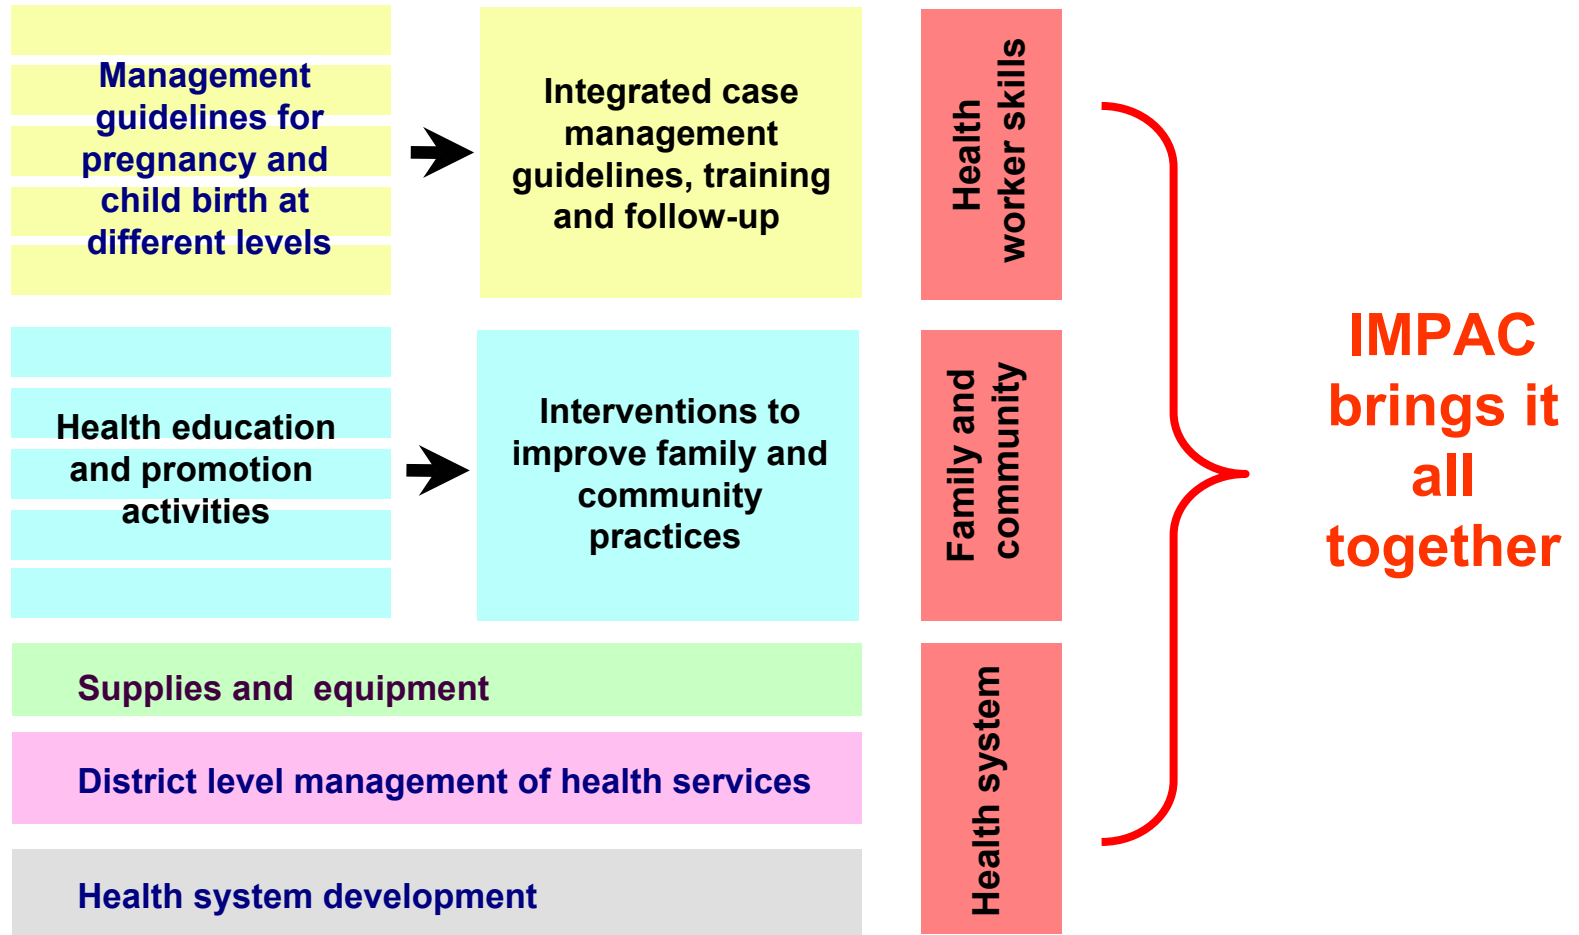 Management
guidelines for
pregnancy and
child birth at
different levels
Integrated case
management
guidelines, training
and follow-up
Health
worker skills
Health education
and promotion
activities
Interventions to
improve family and
community
practices
Family and
community
Supplies and  equipment
District level management of health services
Health system development
Health system
IMPAC
brings it
all
together